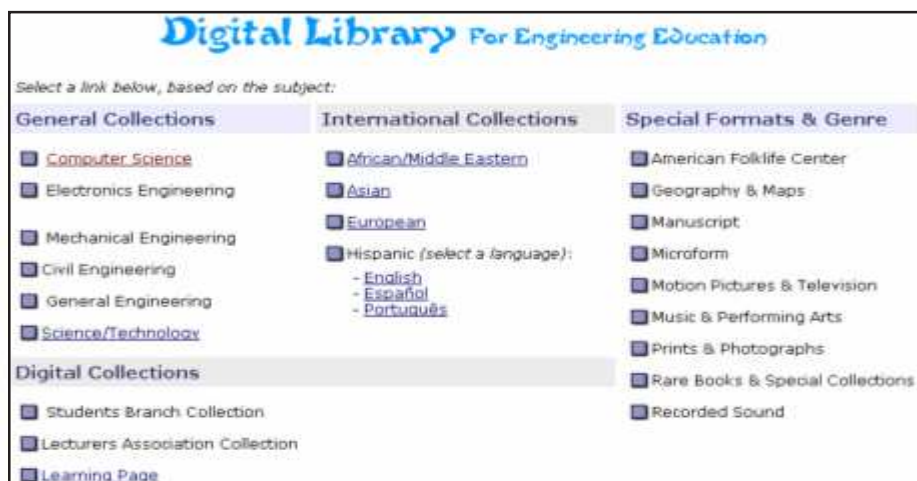 Digital Library For Engineering Education
Select a link below, based on the subject:
General Collections
Computer Science
Electronics Engineering
Mechanical Engineering
Civil Engineering
General Engineering
Science/Technology
Digital Collections
Students Branch Collection
Lecturers Association Collection
Learning Page
International Collections
African/Middle Eastern
Asian
European
Hispanic (select a language):
- English
- Español
- Português
Special Formats & Genre
American Folklife Center
Geography & Maps
Manuscript
Microform
Motion Pictures & Television
Music & Performing Arts
Prints & Photographs
Rare Books & Special Collections
Recorded Sound